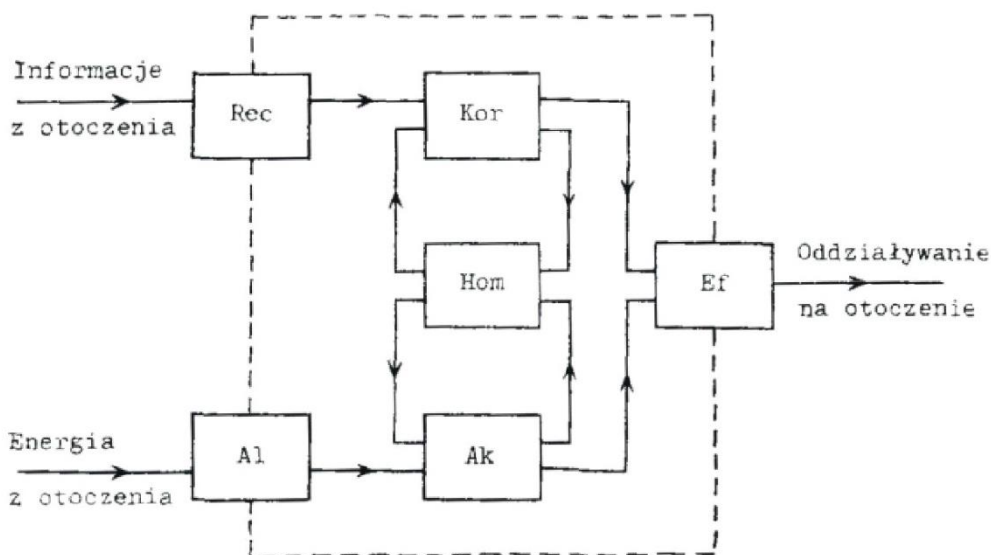 Informacje
z otoczenia
Rec
Kor
Hom
Ef
Oddziaływanie
na otoczenie
Energia
z otoczenia
Al
Ak